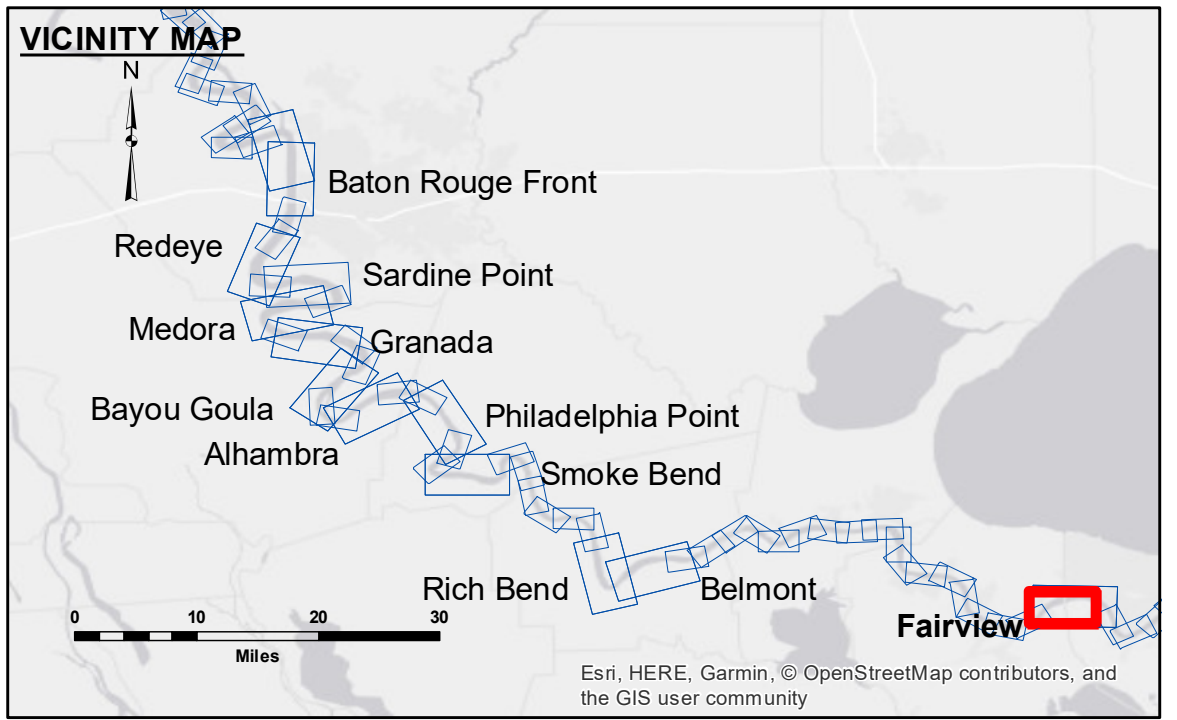 VICINITY MAP
N
Baton Rouge Front
Redeye
Sardine Point
Medora
Granada
Bayou Goula
Philadelphia Point
Alhambra
Smoke Bend
Rich Bend
Belmont
Fairview
0 10 20 30
Miles
Esri, HERE, Garmin, © OpenStreetMap contributors, and
the GIS user community